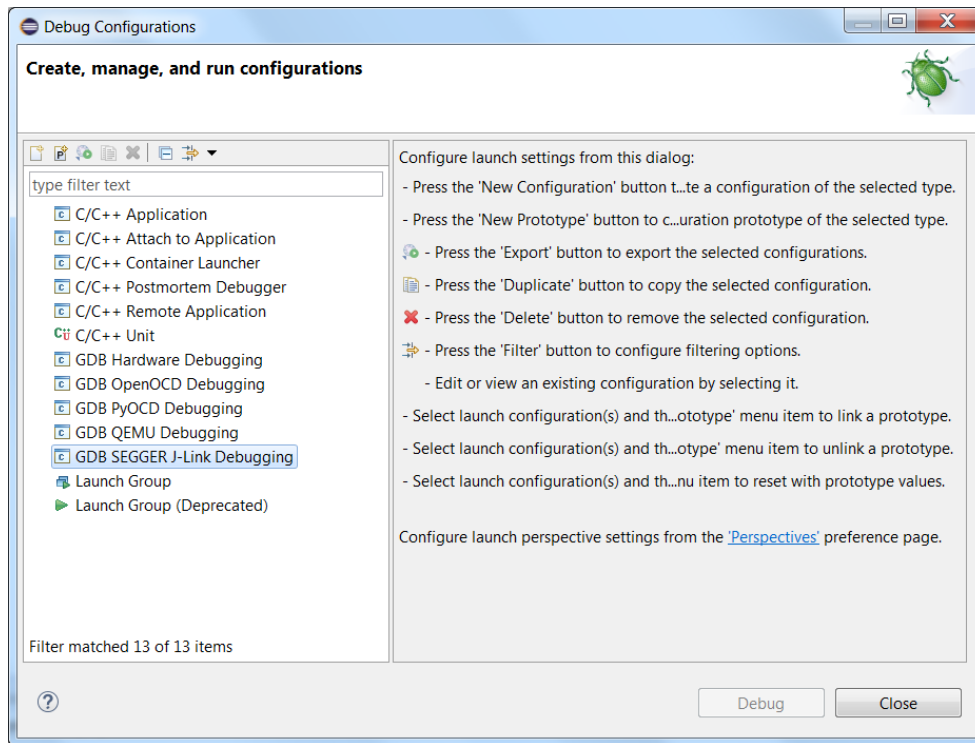 Debug Configurations
Create, manage, and run configurations
type filter text
C/C++ Application
C/C++ Attach to Application
C/C++ Container Launcher
C/C++ Postmortem Debugger
C/C++ Remote Application
C/C++ Unit
GDB Hardware Debugging
GDB OpenOCD Debugging
GDB PyOCD Debugging
GDB QEMU Debugging
GDB SEGGER J-Link Debugging
Launch Group
Launch Group (Deprecated)
Filter matched 13 of 13 items
Configure launch settings from this dialog:
- Press the 'New Configuration' button t...te a configuration of the selected type.
- Press the 'New Prototype' button to c...uration prototype of the selected type.
- Press the 'Export' button to export the selected configurations.
- Press the 'Duplicate' button to copy the selected configuration.
- Press the 'Delete' button to remove the selected configuration.
- Press the 'Filter' button to configure filtering options.
- Edit or view an existing configuration by selecting it.
- Select launch configuration(s) and th...ototype' menu item to link a prototype.
- Select launch configuration(s) and th...otype' menu item to unlink a prototype.
- Select launch configuration(s) and th...nu item to reset with prototype values.
Configure launch perspective settings from the 'Perspectives' preference page.
Debug
Close